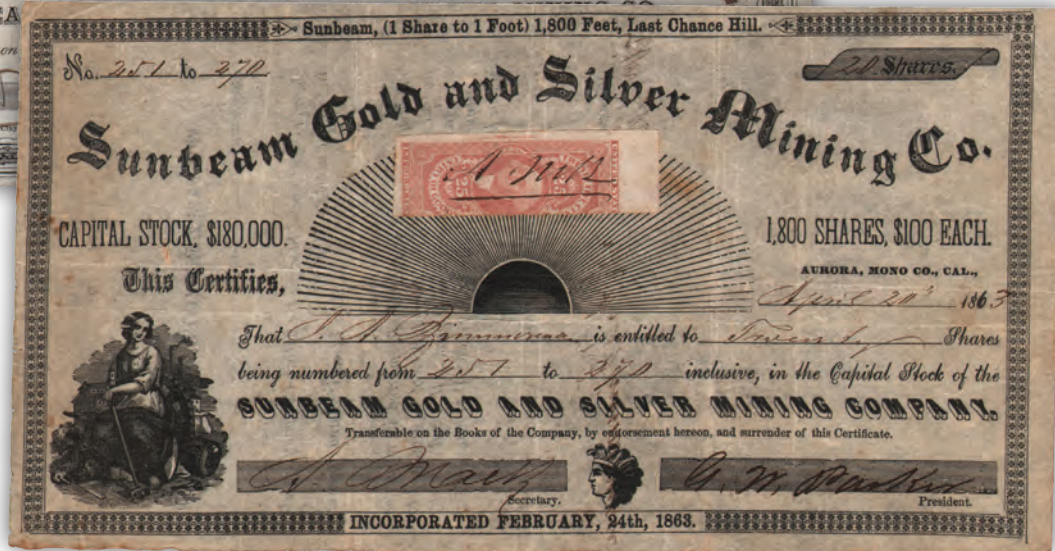 Sunbeam, (1 Share to 1 Foot) 1,800 Feet, Last Chance Hill.
No. 251 to 270
20 Shares.
Sunbeam Gold and Silver Mining Co.
25 25
CAPITAL STOCK, $180,000.
1,800 SHARES, $100 EACH.
This Certifies,
AURORA, MONO CO., CAL.,
April 20th 1863
That is entitled to Twenty Shares
being numbered from 251 to 270 inclusive, in the Capital Stock of the
SUNBEAM GOLD AND SILVER MINING COMPANY.
Transferable on the Books of the Company, by endorsement hereon, and surrender of this Certificate.
Secretary.
President.
INCORPORATED FEBRUARY, 24th, 1863.